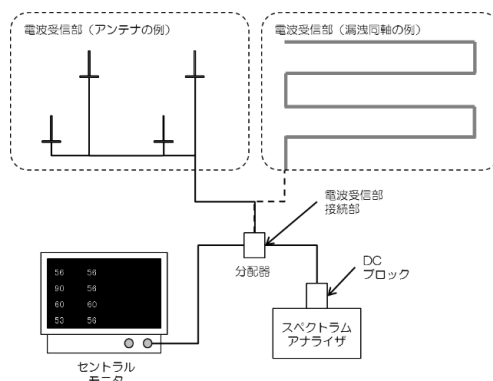 電波受信部（アンテナの例）
電波受信部（漏洩同軸の例）
電波受信部
接続部
分配器
DC
ブロック
56 56
90 56
60 60
53 56
スペクトラム
アナライザ
セントラル
モニタ